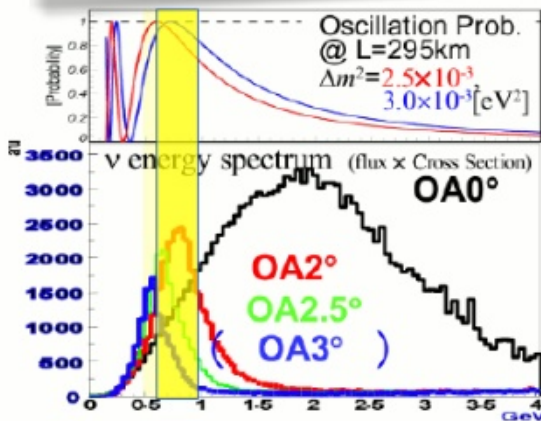 Oscillation Prob.
@ L=295km
Δm²=2.5×10⁻³,
3.0×10⁻³[eV²]
[Probability]
1
0.8
0.6
0.4
0.2
0
ν energy spectrum (flux × Cross Section)
OA0°
OA2°
OA2.5°
( OA3° )
3500
3000
2500
2000
1500
1000
500
0
0 0.5 1 1.5 2 2.5 3 3.5 4
GeV